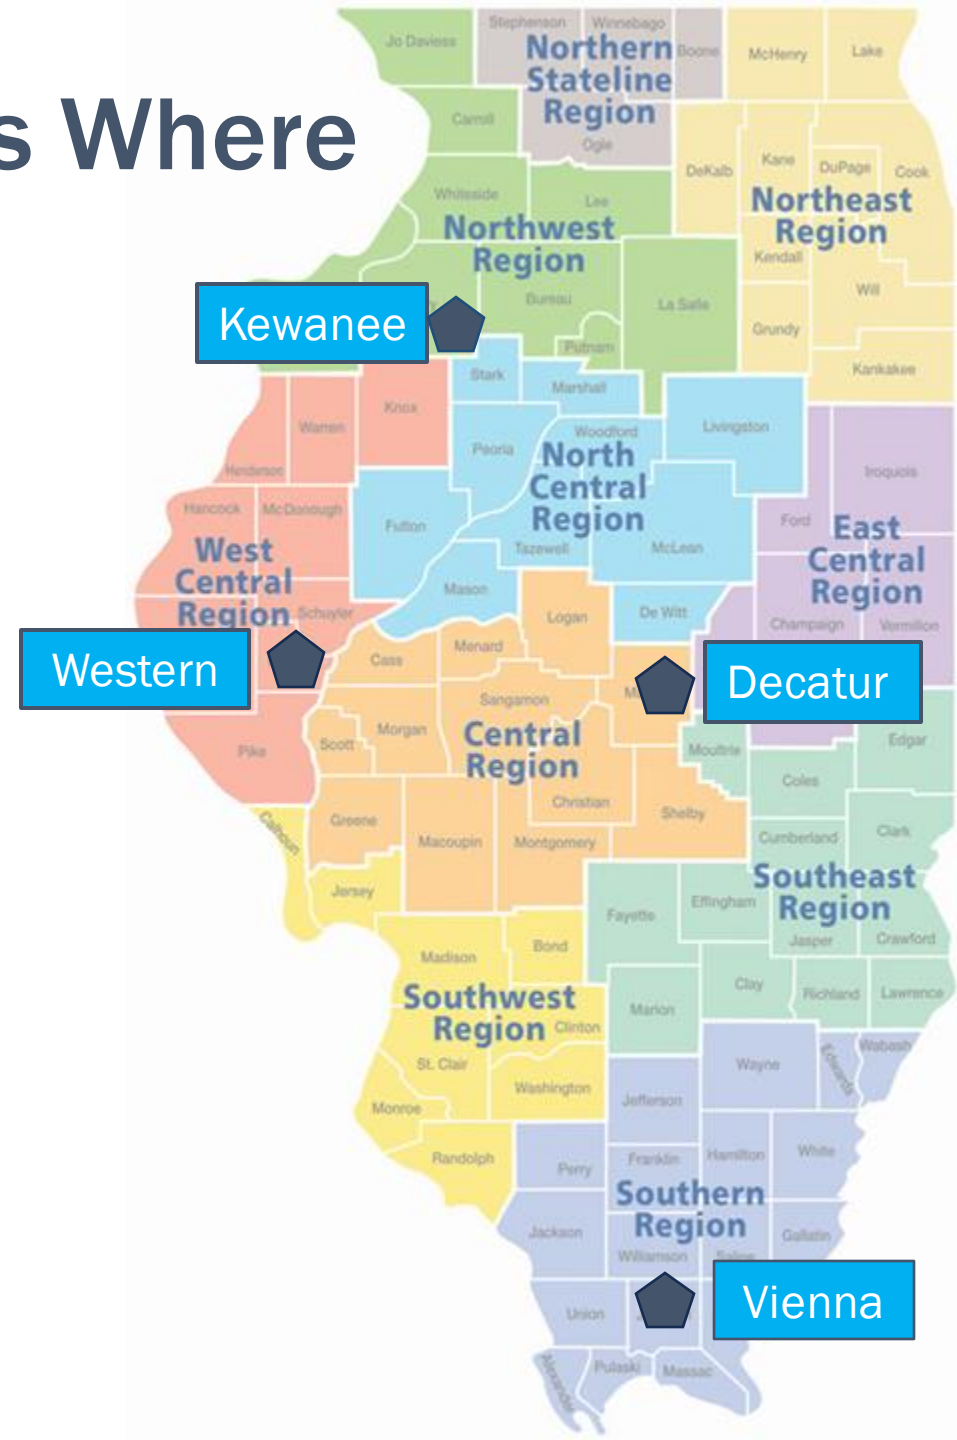 s Where
Jo Daviess
Stephenson
Winnebago
Boone
McHenry
Lake
Northern
Stateline
Region
Carroll
Ogle
DeKalb
Kane
DuPage
Cook
Northeast
Region
Whiteside
Lee
Northwest
Region
Kendall
Will
Bureau
La Salle
Grundy
Kewanee
Putnam
Kankakee
Stark
Marshall
Knox
Warren
Henderson
Peoria
Woodford
Livingston
Iroquois
North
Central
Region
Hancock
McDonough
Fulton
Tazewell
McLean
Ford
East
Central
Region
West
Central
Region
Schuyler
Mason
Logan
De Witt
Champaign
Vermilion
Western
Cass
Menard
Decatur
Sangamon
Morgan
Scott
Central
Region
Pike
Moultrie
Edgar
Coles
Christian
Shelby
Greene
Macoupin
Montgomery
Cumberland
Clark
Calhoun
Jersey
Fayette
Effingham
Southeast
Region
Jasper
Crawford
Madison
Bond
Clay
Richland
Lawrence
Southwest
Region
Clinton
Marion
St. Clair
Washington
Wayne
Edwards
Wabash
Monroe
Jefferson
Randolph
Perry
Franklin
Hamilton
White
Southern
Region
Jackson
Williamson
Saline
Gallatin
Vienna
Union
Alexander
Pulaski
Massac